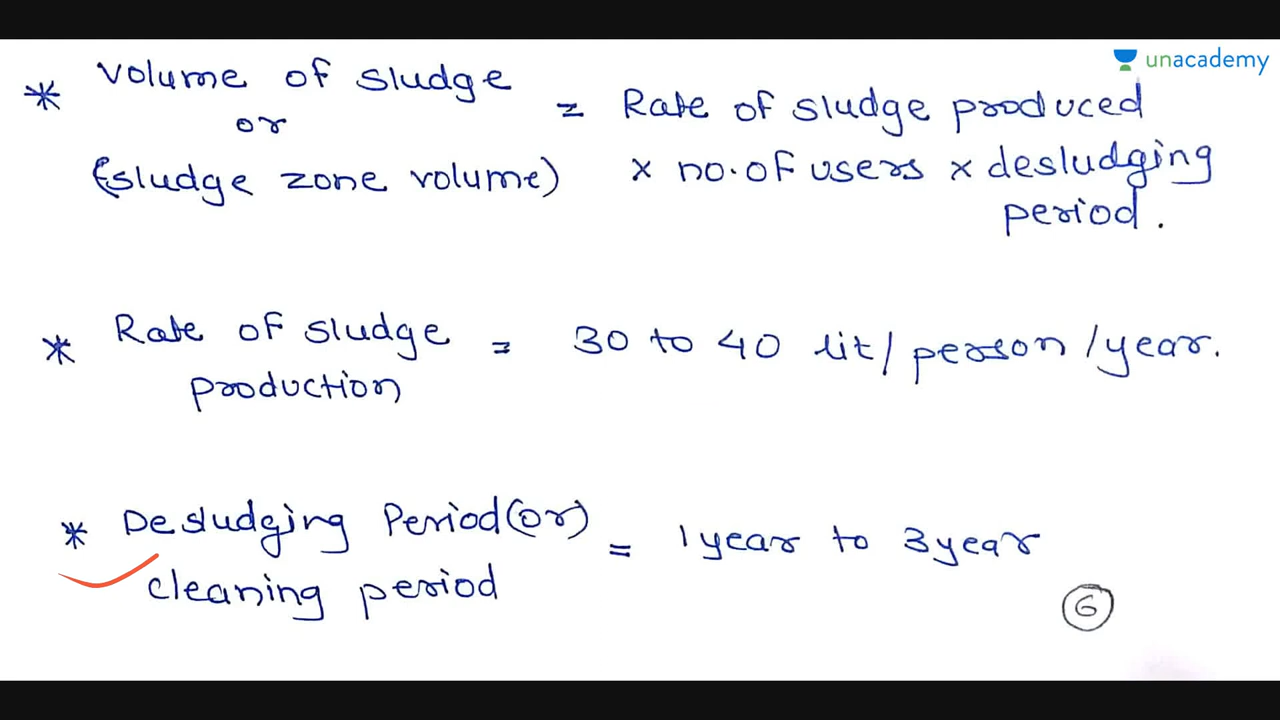 unacademy
* Volume of sludge
or
(sludge zone volume)
= Rate of sludge produced
x no. of users x desludging
period.
* Rate of sludge
production
= 30 to 40 lit/person/year.
* Desludging Period (or)
cleaning period
= 1 year to 3 year
6